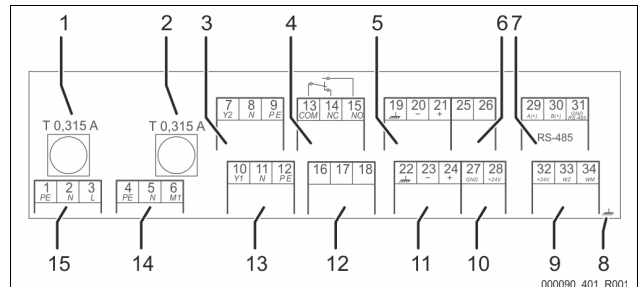 1 2 3 4 5 6 7
T 0,315 A T 0,315 A
7 8 9 13 14 15 19 20 21 25 26 29 30 31
Y2 N PE COM NC NO − + A(+) B(-) GND RS-485
RS-485
10 11 12 16 17 18 22 23 24 27 28 32 33 34
Y1 N PE − + GND +24V +24V WZ WM
1 2 3 4 5 6
PE N L PE N M1
15 14 13 12 11 10 9 8
000090_401_R001